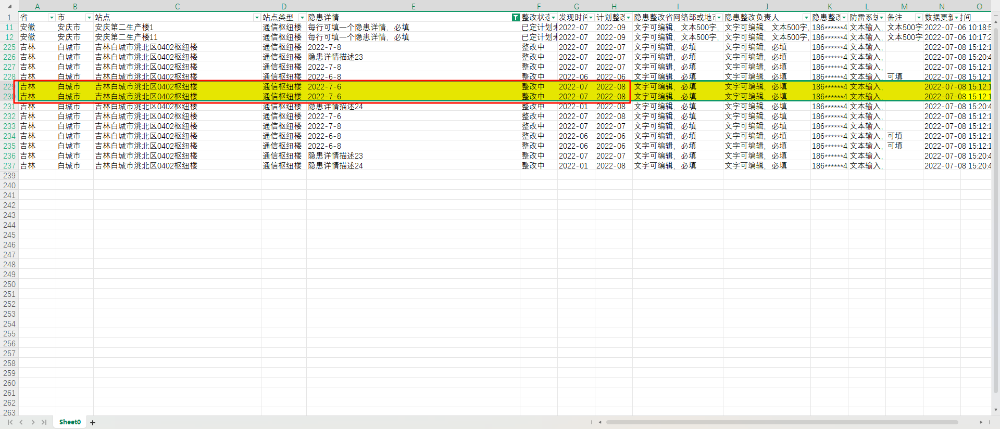 A B C D E F G H I J K L M N O
1 省 市 站点 站点类型 隐患详情 整改状态 发现时间 计划整改 隐患整改省网络部或地市 隐患整改负责人 隐患整改 防雷系统 备注 数据更新时间
11 安徽 安庆市 安庆第二生产楼1 通信枢纽楼 每行可填一个隐患详情，必填 已定计划未 2022-07 2022-09 文字可编辑，文本500字， 文字可编辑，文本500字， 186******4 文本输入， 文本500字 2022-07-06 10:18:5
12 安徽 安庆市 安庆第二生产楼11 通信枢纽楼 每行可填一个隐患详情，必填 已定计划未 2022-07 2022-09 文字可编辑，文本500字， 文字可编辑，文本500字， 186******4 文本输入， 文本500字 2022-07-06 10:17:2
225 吉林 白城市 吉林白城市洮北区0402枢纽楼 通信枢纽楼 2022-7-8 整改中 2022-07 2022-07 文字可编辑，必填 文字可编辑，必填 186******4 文本输入， 2022-07-08 15:12:1
226 吉林 白城市 吉林白城市洮北区0402枢纽楼 通信枢纽楼 隐患详情描述23 整改中 2022-07 2022-07 文字可编辑，必填 文字可编辑，必填 186******4 文本输入， 2022-07-08 15:20:4
227 吉林 白城市 吉林白城市洮北区0402枢纽楼 通信枢纽楼 2022-7-8 整改中 2022-07 2022-07 文字可编辑，必填 文字可编辑，必填 186******4 文本输入， 2022-07-08 15:12:1
228 吉林 白城市 吉林白城市洮北区0402枢纽楼 通信枢纽楼 2022-6-8 整改中 2022-06 2022-06 文字可编辑，必填 文字可编辑，必填 186******4 文本输入， 可填 2022-07-08 15:12:1
229 吉林 白城市 吉林白城市洮北区0402枢纽楼 通信枢纽楼 2022-7-6 整改中 2022-07 2022-08 文字可编辑，必填 文字可编辑，必填 186******4 文本输入， 2022-07-08 15:12:1
230 吉林 白城市 吉林白城市洮北区0402枢纽楼 通信枢纽楼 2022-7-6 整改中 2022-07 2022-08 文字可编辑，必填 文字可编辑，必填 186******4 文本输入， 2022-07-08 15:12:1
231 吉林 白城市 吉林白城市洮北区0402枢纽楼 通信枢纽楼 隐患详情描述24 整改中 2022-01 2022-08 文字可编辑，必填 文字可编辑，必填 186******4 文本输入， 2022-07-08 15:20:4
232 吉林 白城市 吉林白城市洮北区0402枢纽楼 通信枢纽楼 2022-7-6 整改中 2022-07 2022-08 文字可编辑，必填 文字可编辑，必填 186******4 文本输入， 2022-07-08 15:12:1
233 吉林 白城市 吉林白城市洮北区0402枢纽楼 通信枢纽楼 2022-7-8 整改中 2022-07 2022-07 文字可编辑，必填 文字可编辑，必填 186******4 文本输入， 2022-07-08 15:12:1
234 吉林 白城市 吉林白城市洮北区0402枢纽楼 通信枢纽楼 2022-6-8 整改中 2022-06 2022-06 文字可编辑，必填 文字可编辑，必填 186******4 文本输入， 可填 2022-07-08 15:12:1
235 吉林 白城市 吉林白城市洮北区0402枢纽楼 通信枢纽楼 2022-6-8 整改中 2022-06 2022-06 文字可编辑，必填 文字可编辑，必填 186******4 文本输入， 可填 2022-07-08 15:12:1
236 吉林 白城市 吉林白城市洮北区0402枢纽楼 通信枢纽楼 隐患详情描述23 整改中 2022-07 2022-07 文字可编辑，必填 文字可编辑，必填 186******4 文本输入， 2022-07-08 15:20:4
237 吉林 白城市 吉林白城市洮北区0402枢纽楼 通信枢纽楼 隐患详情描述24 整改中 2022-01 2022-08 文字可编辑，必填 文字可编辑，必填 186******4 文本输入， 2022-07-08 15:20:4
239
240
241
242
243
244
245
246
247
248
249
250
251
252
253
254
255
256
257
258
259
260
261
262
263
Sheet0